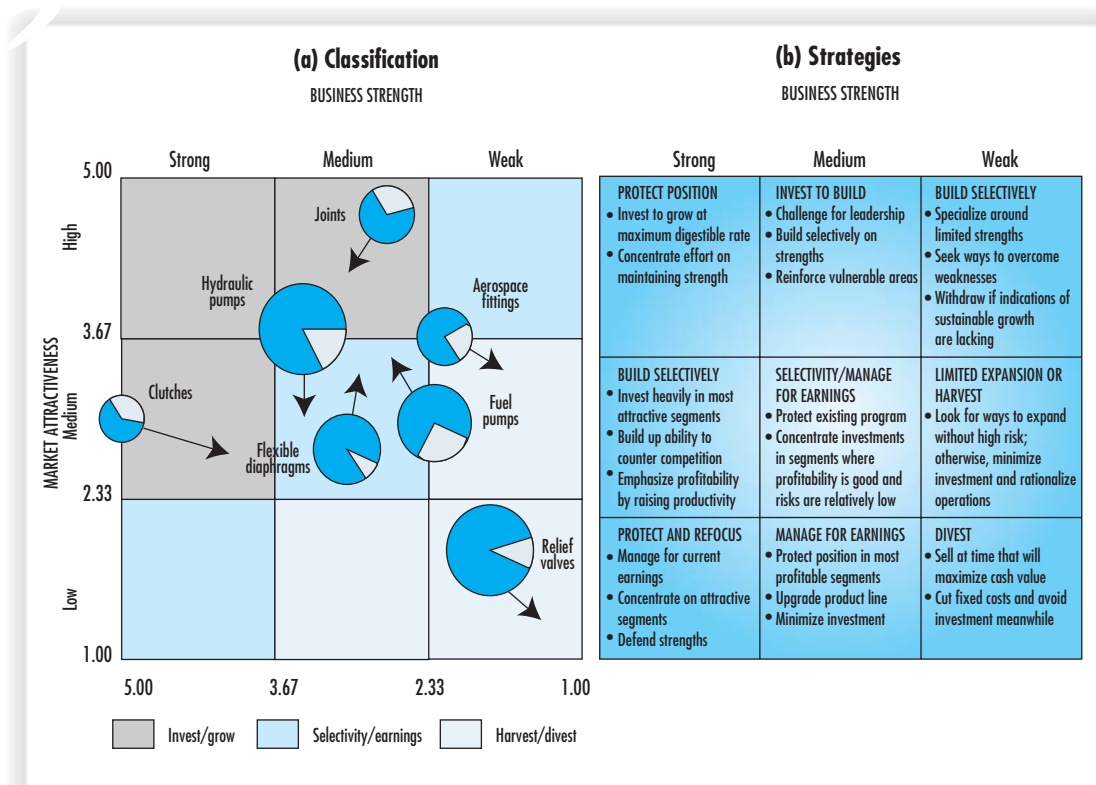 (a) Classification
BUSINESS STRENGTH
Strong
Medium
Weak
MARKET ATTRACTIVENESS
High
Medium
Low
5.00
3.67
2.33
1.00
Joints
Hydraulic
pumps
Aerospace
fittings
Clutches
Flexible
diaphragms
Fuel
pumps
Relief
valves
5.00
3.67
2.33
1.00
Invest/grow
Selectivity/earnings
Harvest/divest
(b) Strategies
BUSINESS STRENGTH
Strong
Medium
Weak
PROTECT POSITION
• Invest to grow at
maximum digestible rate
• Concentrate effort on
maintaining strength
INVEST TO BUILD
• Challenge for leadership
• Build selectively on
strengths
• Reinforce vulnerable areas
BUILD SELECTIVELY
• Specialize around
limited strengths
• Seek ways to overcome
weaknesses
• Withdraw if indications of
sustainable growth
are lacking
BUILD SELECTIVELY
• Invest heavily in most
attractive segments
• Build up ability to
counter competition
• Emphasize profitability
by raising productivity
SELECTIVITY/MANAGE
FOR EARNINGS
• Protect existing program
• Concentrate investments
in segments where
profitability is good and
risks are relatively low
LIMITED EXPANSION OR
HARVEST
• Look for ways to expand
without high risk;
otherwise, minimize
investment and rationalize
operations
PROTECT AND REFOCUS
• Manage for current
earnings
• Concentrate on attractive
segments
• Defend strengths
MANAGE FOR EARNINGS
• Protect position in most
profitable segments
• Upgrade product line
• Minimize investment
DIVEST
• Sell at time that will
maximize cash value
• Cut fixed costs and avoid
investment meanwhile